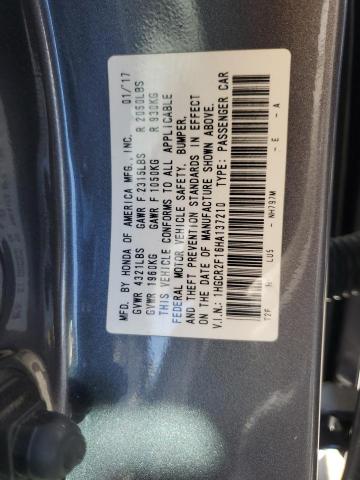 MFD. BY HONDA OF AMERICA MFG., INC. 01/'17
GVWR 4321LBS GAWR F 2315LBS R 2050LBS
GVWR 1960KG GAWR F 1050KG R 930KG
THIS VEHICLE CONFORMS TO ALL APPLICABLE
FEDERAL MOTOR VEHICLE SAFETY, BUMPER,
AND THEFT PREVENTION STANDARDS IN EFFECT
ON THE DATE OF MANUFACTURE SHOWN ABOVE.
V.I.N.: 1HGCR2F16HA137210 TYPE: PASSENGER CAR
T2F LU5 - NH797M - E - A